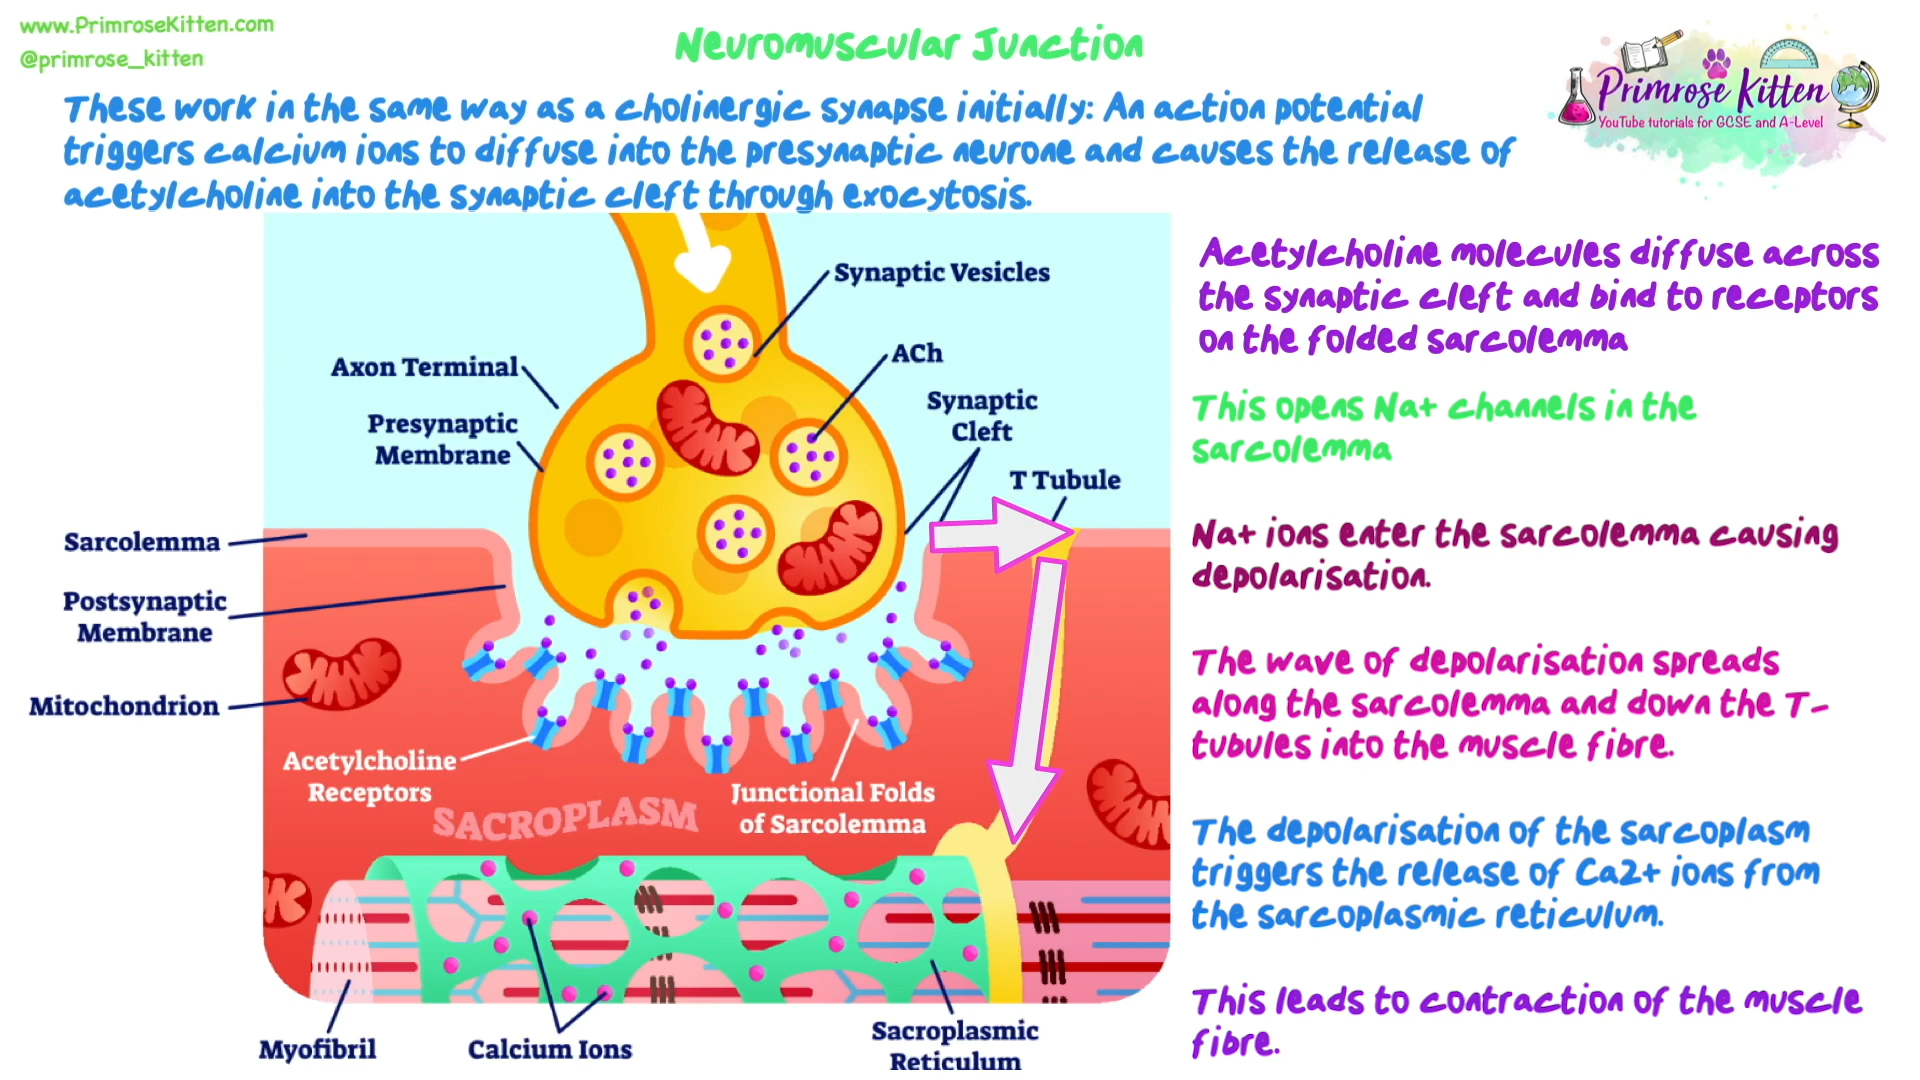 www.PrimroseKitten.com
@primrose_kitten
Neuromuscular Junction
Primrose Kitten
YouTube tutorials for GCSE and A-Level
These work in the same way as a cholinergic synapse initially: An action potential
triggers calcium ions to diffuse into the presynaptic neurone and causes the release of
acetylcholine into the synaptic cleft through exocytosis.
Synaptic Vesicles
ACh
Axon Terminal
Presynaptic
Membrane
Synaptic
Cleft
T Tubule
Sarcolemma
Postsynaptic
Membrane
Mitochondrion
Acetylcholine
Receptors
SACROPLASM
Junctional Folds
of Sarcolemma
Myofibril
Calcium Ions
Sacroplasmic
Reticulum
Acetylcholine molecules diffuse across
the synaptic cleft and bind to receptors
on the folded sarcolemma
This opens Na+ channels in the
sarcolemma
Na+ ions enter the sarcolemma causing
depolarisation.
The wave of depolarisation spreads
along the sarcolemma and down the T-
tubules into the muscle fibre.
The depolarisation of the sarcoplasm
triggers the release of Ca2+ ions from
the sarcoplasmic reticulum.
This leads to contraction of the muscle
fibre.